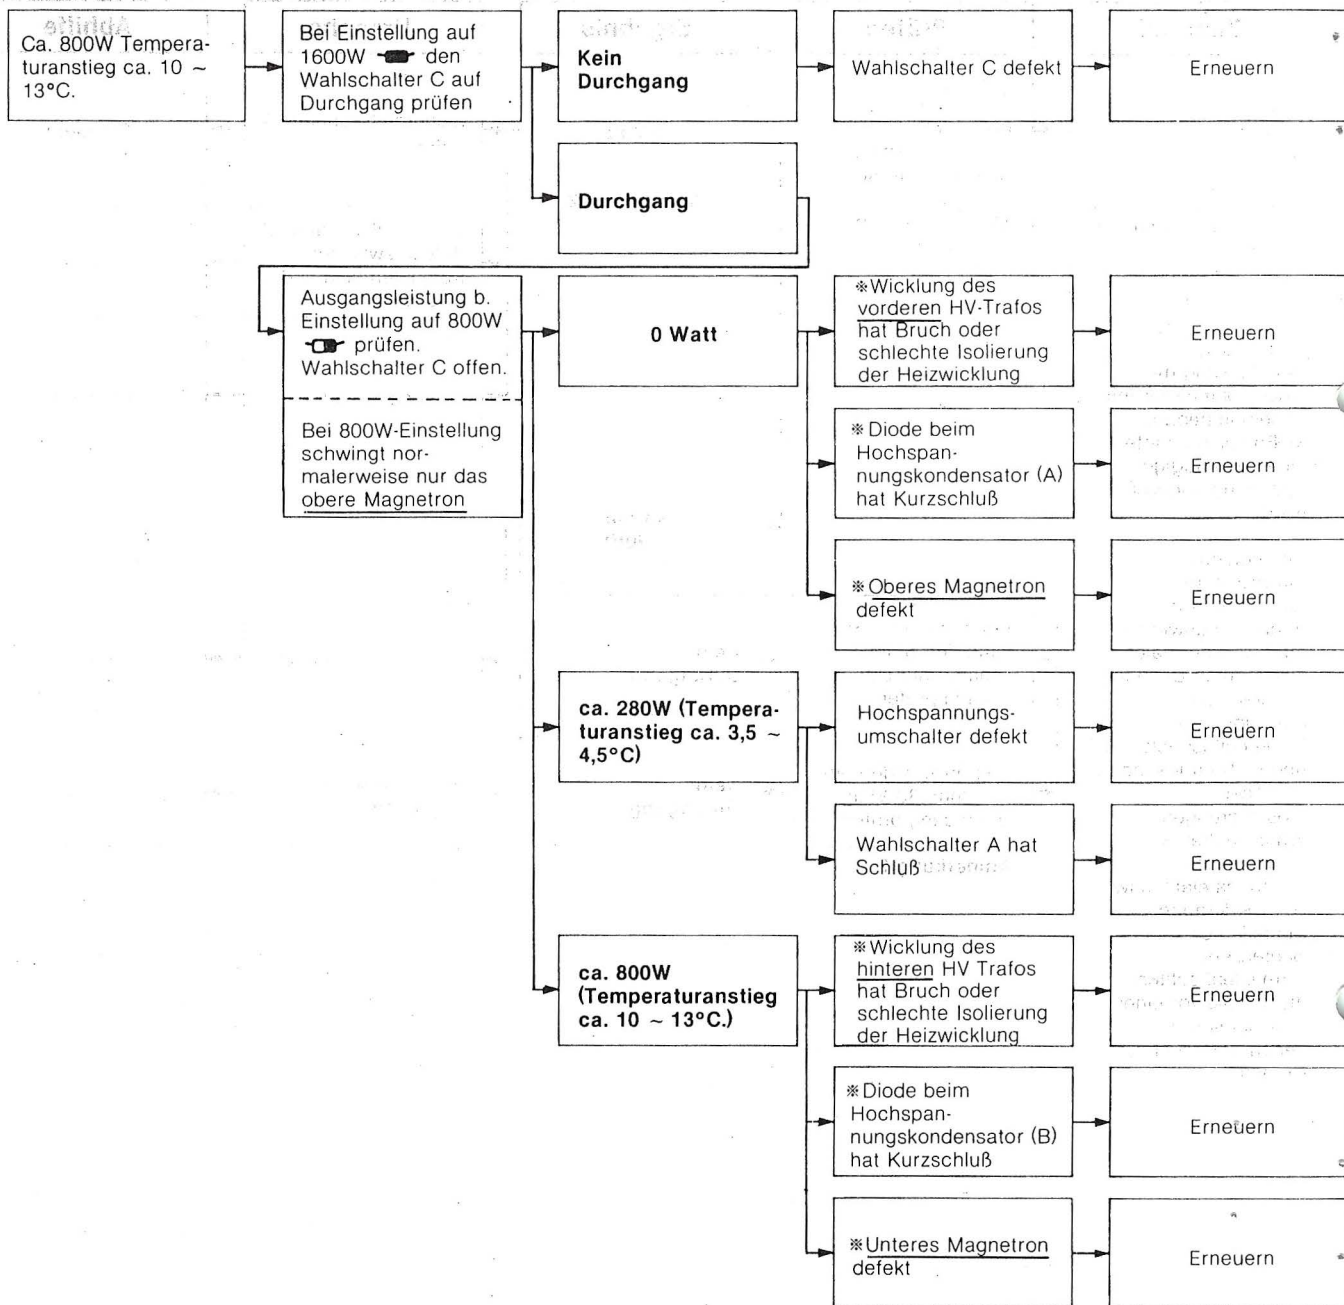 Ca. 800W Tempera-
turanstieg ca. 10 ~
13°C.
Bei Einstellung auf
1600W den
Wahlschalter C auf
Durchgang prüfen
Kein
Durchgang
Wahlschalter C defekt
Erneuern
Durchgang
Ausgangsleistung b.
Einstellung auf 800W
prüfen.
Wahlschalter C offen.
Bei 800W-Einstellung
schwingt nor-
malerweise nur das
obere Magnetron
0 Watt
※Wicklung des
vorderen HV-Trafos
hat Bruch oder
schlechte Isolierung
der Heizwicklung
Erneuern
※ Diode beim
Hochspan-
nungskondensator (A)
hat Kurzschluß
Erneuern
※Oberes Magnetron
defekt
Erneuern
ca. 280W (Tempera-
turanstieg ca. 3,5 ~
4,5°C)
Hochspannungs-
umschalter defekt
Erneuern
Wahlschalter A hat
Schluß
Erneuern
ca. 800W
(Temperaturanstieg
ca. 10 ~ 13°C.)
※Wicklung des
hinteren HV Trafos
hat Bruch oder
schlechte Isolierung
der Heizwicklung
Erneuern
※Diode beim
Hochspan-
nungskondensator (B)
hat Kurzschluß
Erneuern
※Unteres Magnetron
defekt
Erneuern